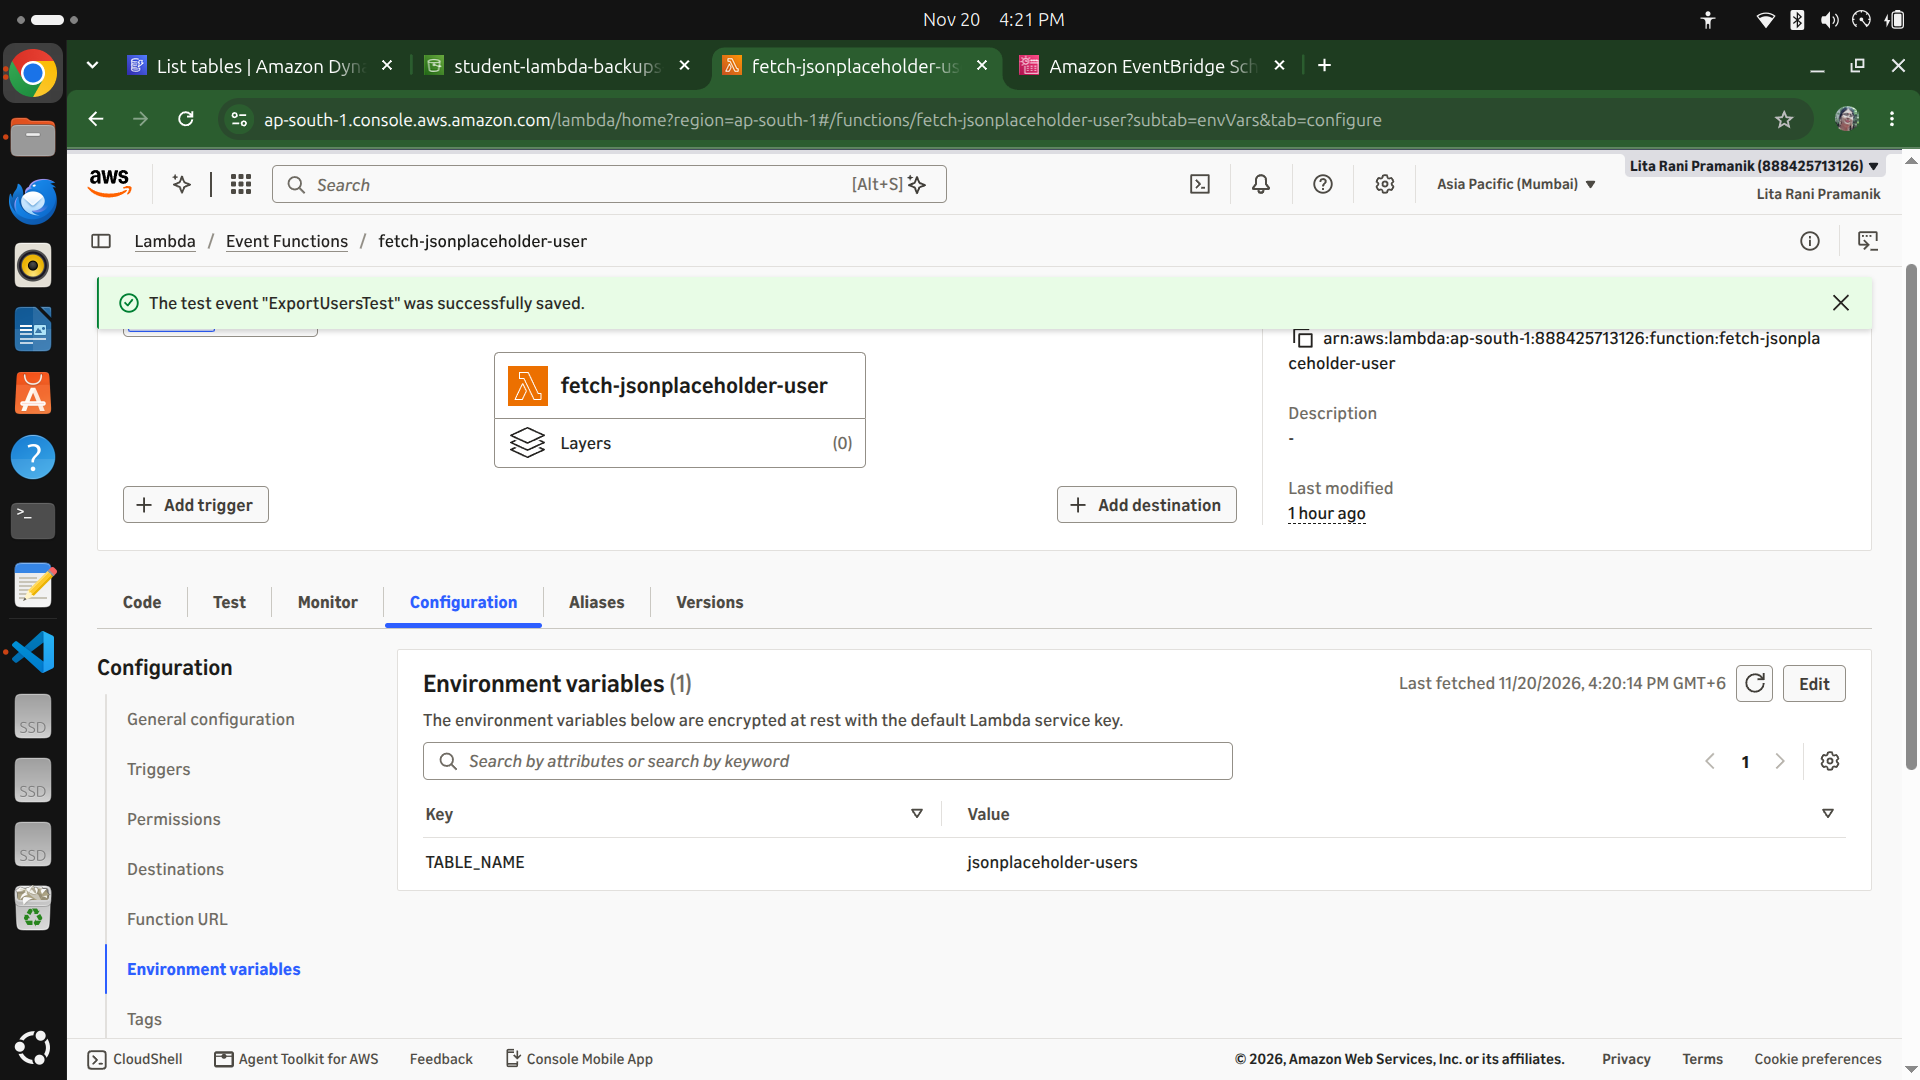 Nov 20 4:21 PM
List tables | Amazon Dyna
student-lambda-backups
fetch-jsonplaceholder-us
Amazon EventBridge Sch
ap-south-1.console.aws.amazon.com/lambda/home?region=ap-south-1#/functions/fetch-jsonplaceholder-user?subtab=envVars&tab=configure
aws
Search
[Alt+S]
Asia Pacific (Mumbai)
Lita Rani Pramanik (888425713126)
Lita Rani Pramanik
Lambda / Event Functions / fetch-jsonplaceholder-user
The test event "ExportUsersTest" was successfully saved.
arn:aws:lambda:ap-south-1:888425713126:function:fetch-jsonpla
ceholder-user
fetch-jsonplaceholder-user
Layers (0)
Description
-
Last modified
1 hour ago
Add trigger
Add destination
Code
Test
Monitor
Configuration
Aliases
Versions
Configuration
General configuration
Triggers
Permissions
Destinations
Function URL
Environment variables
Tags
Environment variables (1)
Last fetched 11/20/2026, 4:20:14 PM GMT+6
Edit
The environment variables below are encrypted at rest with the default Lambda service key.
Search by attributes or search by keyword
1
Key Value
TABLE_NAME jsonplaceholder-users
SSD
SSD
SSD
CloudShell
Agent Toolkit for AWS
Feedback
Console Mobile App
© 2026, Amazon Web Services, Inc. or its affiliates.
Privacy
Terms
Cookie preferences